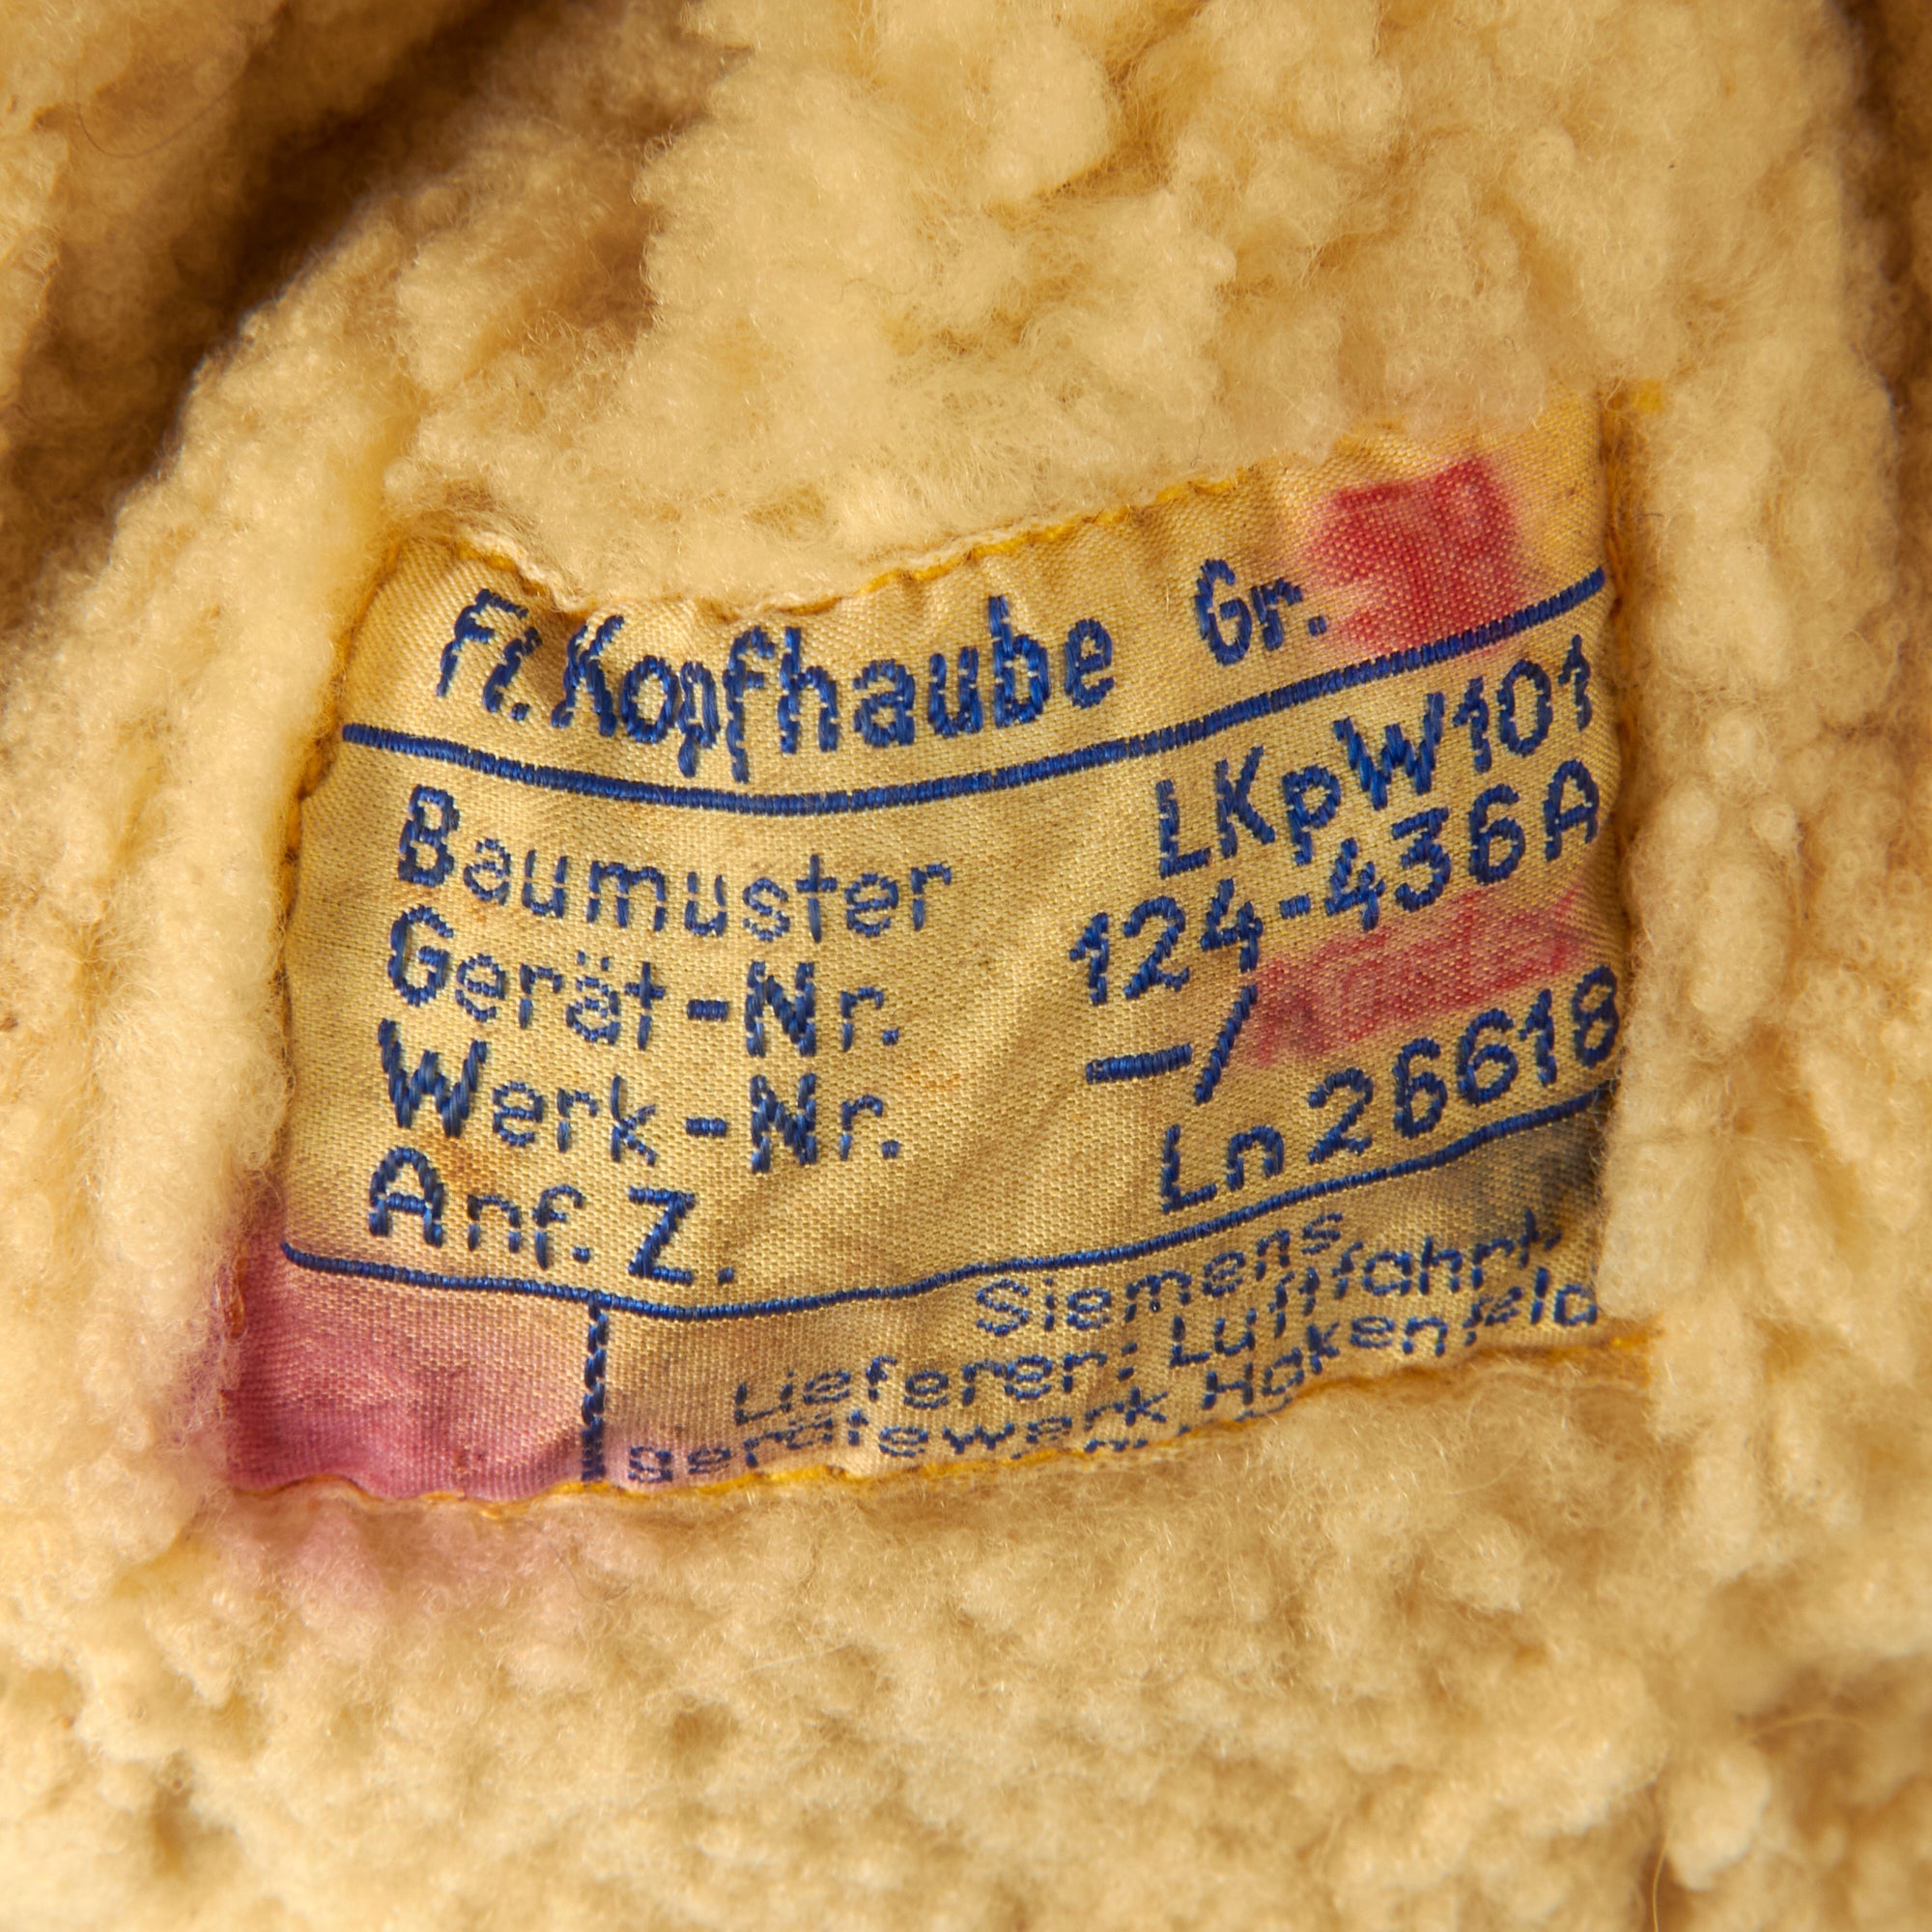 Fl. Kopfhaube Gr.
Baumuster LKpW101
Gerät-Nr. 124-436A
Werk-Nr. -/
Anf. Z. Ln 26618
Siemens
Lieferer: Luftfahrt-
gerätewerk Hakenfeld